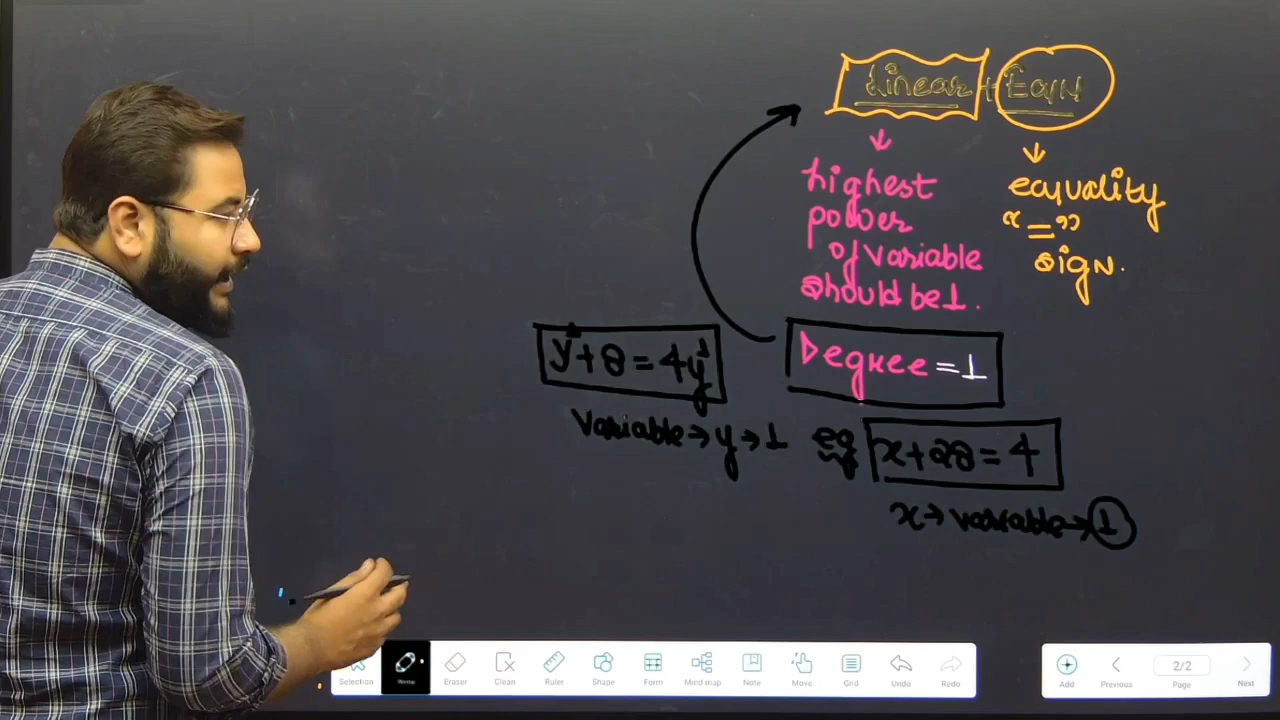 Linear + Eqn
highest
power
of variable
should be 1.
equality
"="
sign.
Degree = 1
y + 8 = 4y¹
variable → y → 1
eg x + 28 = 4
x → variable → 1
Selection
Write
Eraser
Clean
Ruler
Shape
Form
Mind map
Note
Move
Grid
Undo
Redo
Add
Previous
2/2
Page
Next